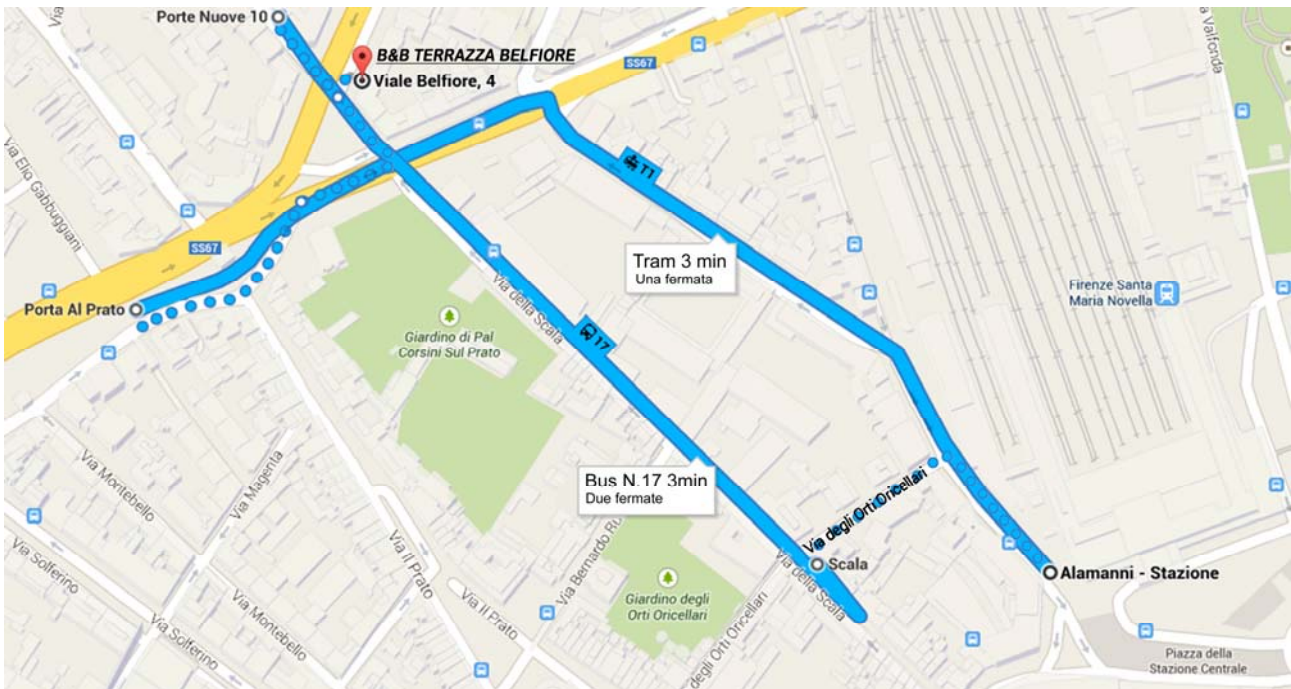 Porte Nuove 10
B&B TERRAZZA BELFIORE
Viale Belfiore, 4
SS67
Via Valfonda
Via Elio Gabbuggiani
T1
SS67
Tram 3 min
Una fermata
Firenze Santa
Maria Novella
Porta Al Prato
Via della Scala
17
Giardino di Pal
Corsini Sul Prato
Bus N.17 3min
Due fermate
Via degli Orti Oricellari
Via Montebello
Via Magenta
Via Il Prato
Via Bernardo Ru
Via della Scala
Scala
Alamanni - Stazione
Giardino degli
Orti Oricellari
Via Solferino
Via Montebello
Via Il Prato
degli Orti Oricellari
Via Solferino
Piazza della
Stazione Centrale